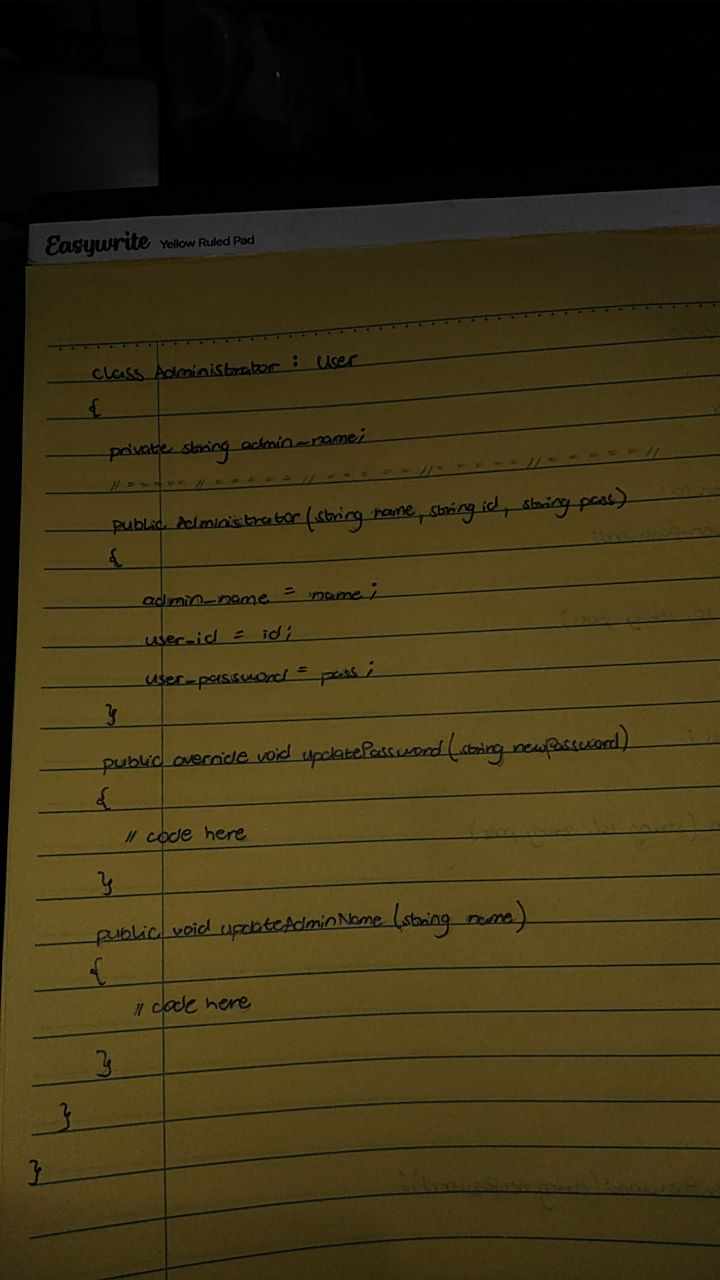 Easywrite Yellow Ruled Pad
class Administrator : User
{
private string admin_name;
//=====//=====//=====//=====//=====//
public Administrator(string name, string id, string pass)
{
admin_name = name;
user_id = id;
user_password = pass;
}
public override void updatePassword(string newPassword)
{
// code here
}
public void updateAdminName(string name)
{
// code here
}
}
}